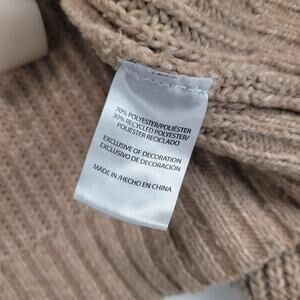 70% POLYESTER/POLIÉSTER
30% RECYCLED POLYESTER/
POLIÉSTER RECICLADO
EXCLUSIVE OF DECORATION
EXCLUSIVO DE DECORACIÓN
MADE IN /HECHO EN CHINA